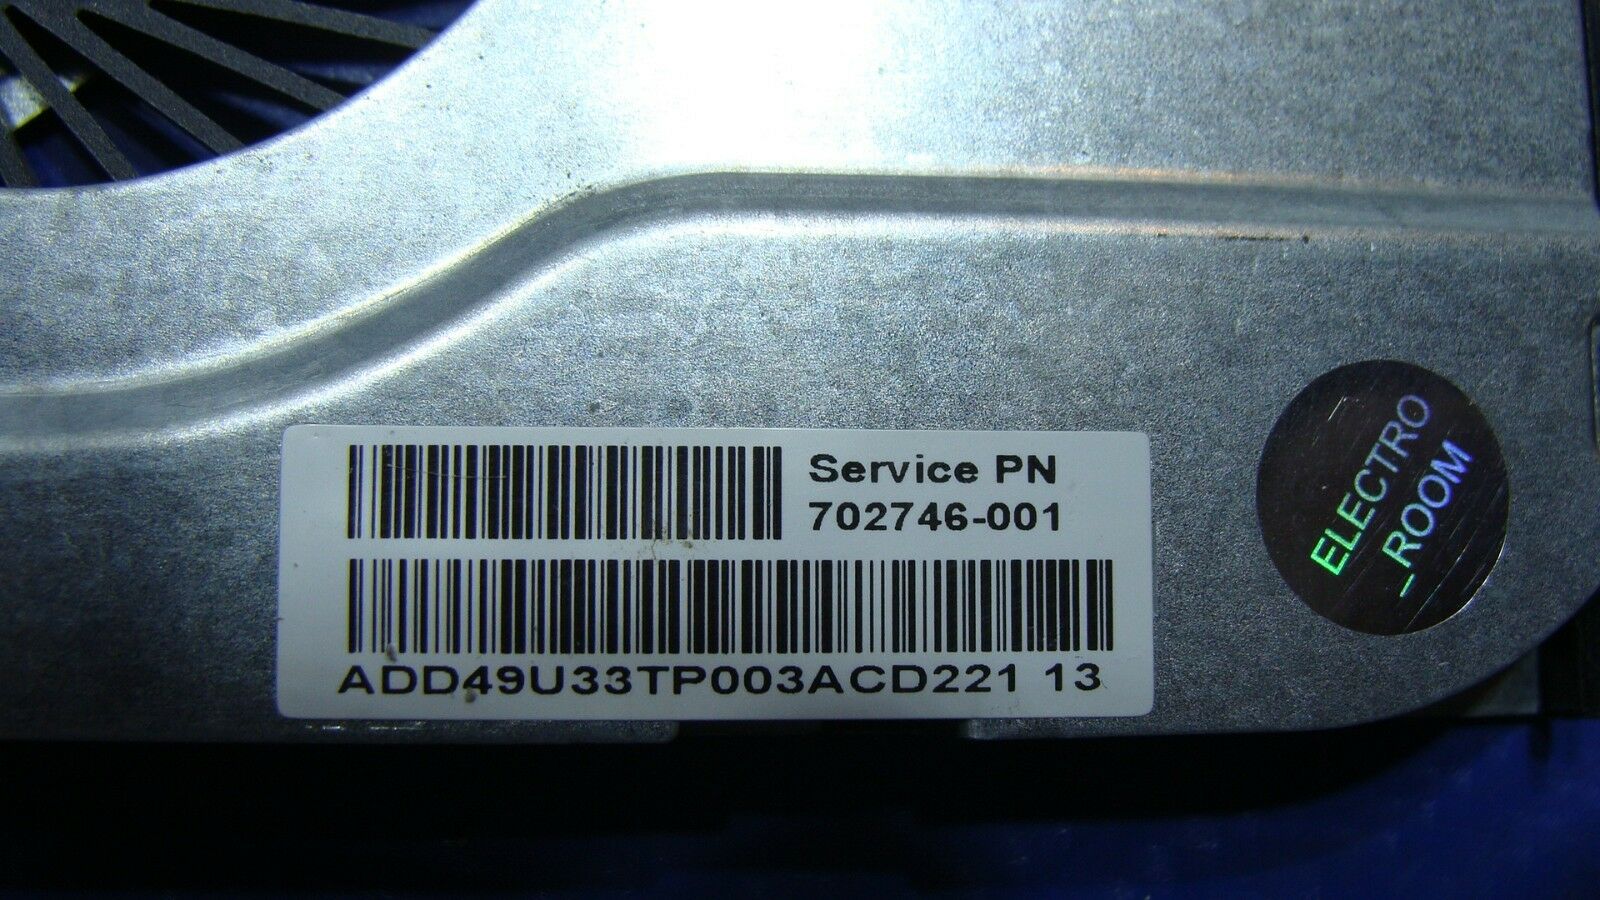 Service PN
702746-001
ADD49U33TP003ACD221 13
ELECTRO
_ROOM